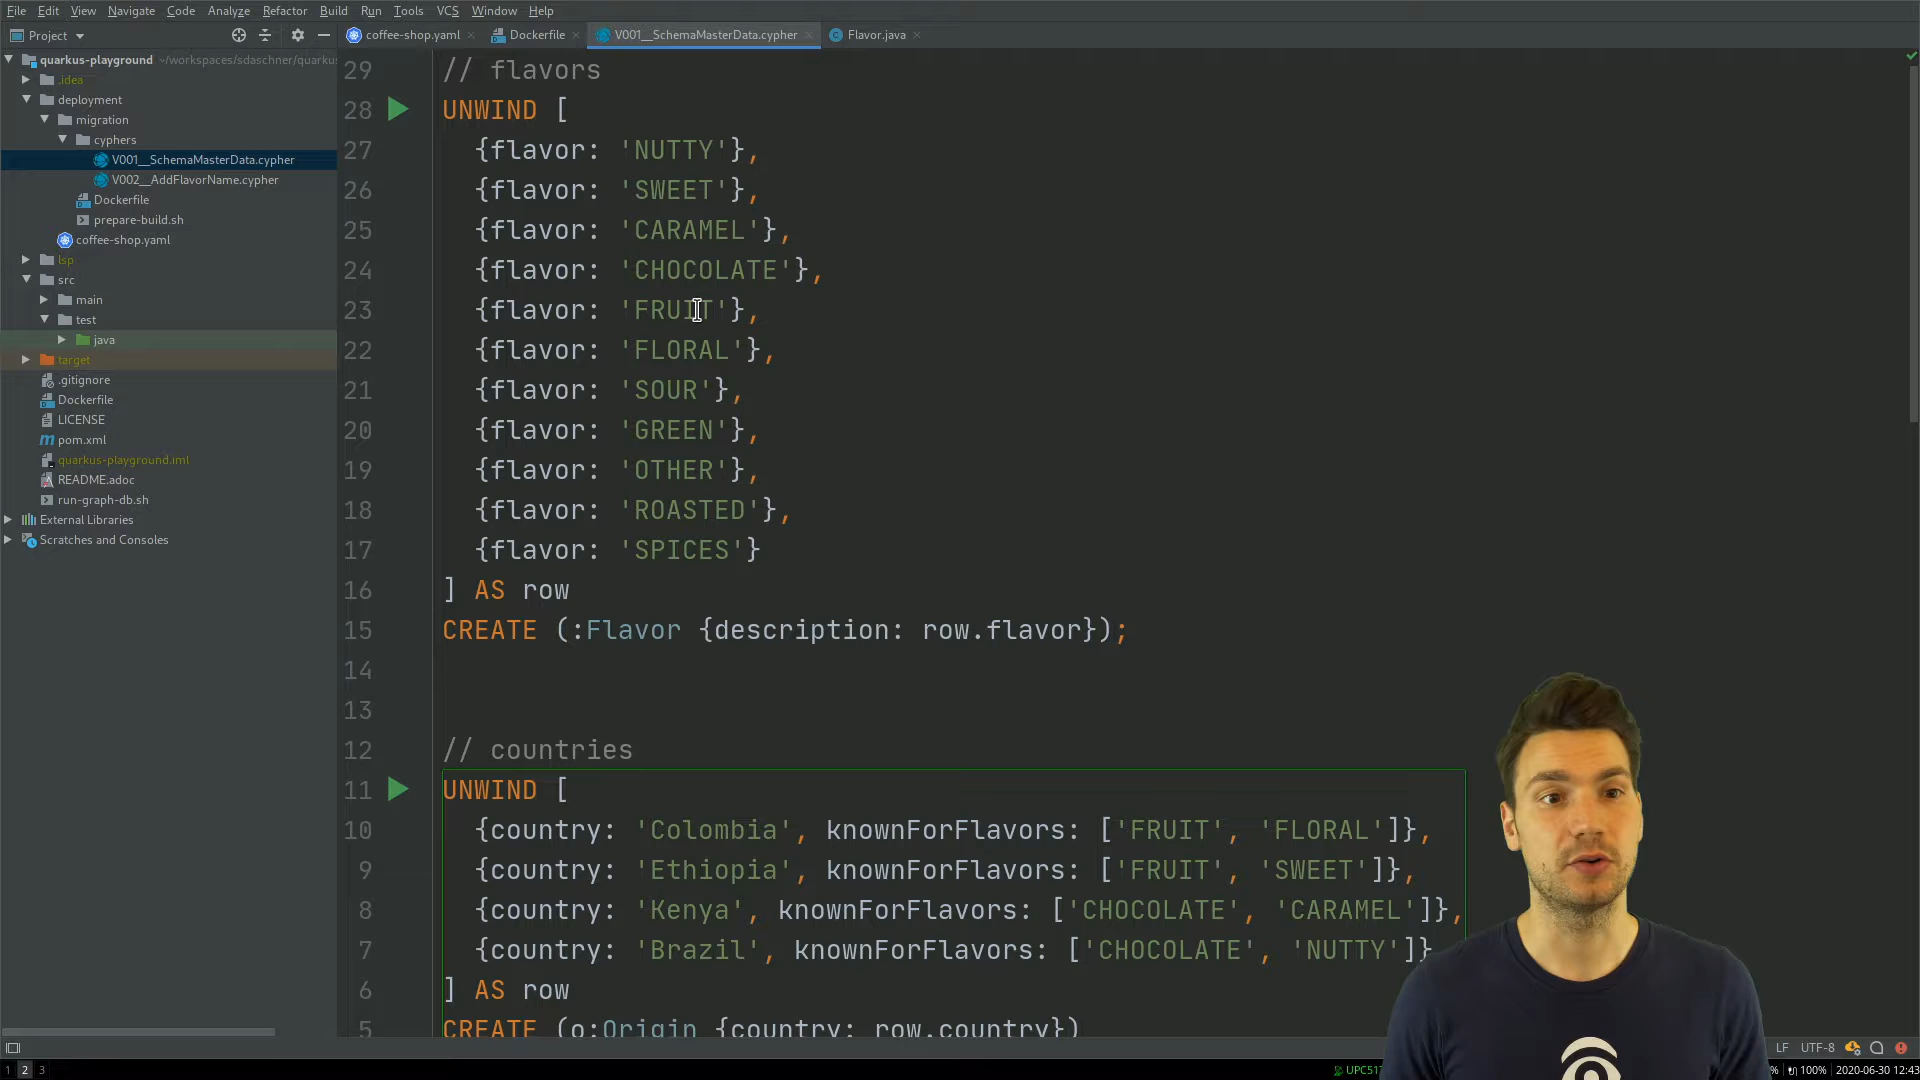 File Edit View Navigate Code Analyze Refactor Build Run Tools VCS Window Help
Project
coffee-shop.yaml
Dockerfile
V001__SchemaMasterData.cypher
Flavor.java
quarkus-playground ~/workspaces/sdaschner/quarkus
.idea
deployment
migration
cyphers
V001__SchemaMasterData.cypher
V002__AddFlavorName.cypher
Dockerfile
prepare-build.sh
coffee-shop.yaml
lsp
src
main
test
java
target
.gitignore
Dockerfile
LICENSE
pom.xml
quarkus-playground.iml
README.adoc
run-graph-db.sh
External Libraries
Scratches and Consoles
29 // flavors
28 UNWIND [
27 {flavor: 'NUTTY'},
26 {flavor: 'SWEET'},
25 {flavor: 'CARAMEL'},
24 {flavor: 'CHOCOLATE'},
23 {flavor: 'FRUIT'},
22 {flavor: 'FLORAL'},
21 {flavor: 'SOUR'},
20 {flavor: 'GREEN'},
19 {flavor: 'OTHER'},
18 {flavor: 'ROASTED'},
17 {flavor: 'SPICES'}
16 ] AS row
15 CREATE (:Flavor {description: row.flavor});
14
13
12 // countries
11 UNWIND [
10 {country: 'Colombia', knownForFlavors: ['FRUIT', 'FLORAL']},
9 {country: 'Ethiopia', knownForFlavors: ['FRUIT', 'SWEET']},
8 {country: 'Kenya', knownForFlavors: ['CHOCOLATE', 'CARAMEL']},
7 {country: 'Brazil', knownForFlavors: ['CHOCOLATE', 'NUTTY']}
6 ] AS row
5 CREATE (o:Origin {country: row.country})
LF UTF-8
1 2 3
UPC517
% 100% 2020-06-30 12:43